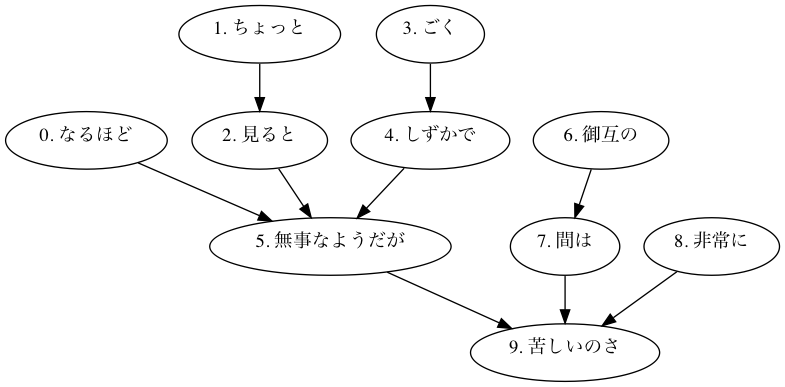 1. ちょっと
3. ごく
0. なるほど
2. 見ると
4. しずかで
6. 御互の
5. 無事なようだが
7. 間は
8. 非常に
9. 苦しいのさ